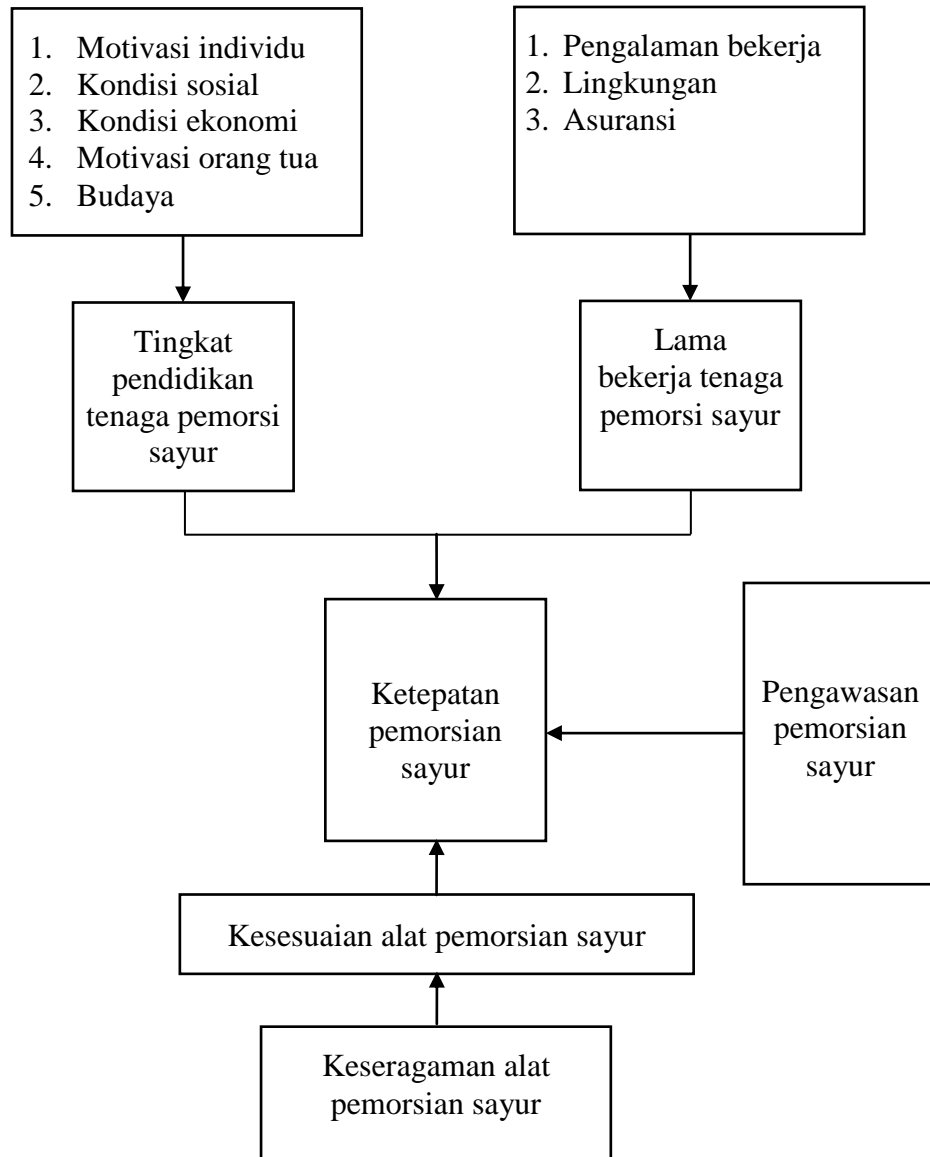 1. Motivasi individu
2. Kondisi sosial
3. Kondisi ekonomi
4. Motivasi orang tua
5. Budaya
1. Pengalaman bekerja
2. Lingkungan
3. Asuransi
Tingkat
pendidikan
tenaga pemorsi
sayur
Lama
bekerja tenaga
pemorsi sayur
Ketepatan
pemorsian
sayur
Pengawasan
pemorsian
sayur
Kesesuaian alat pemorsian sayur
Keseragaman alat
pemorsian sayur